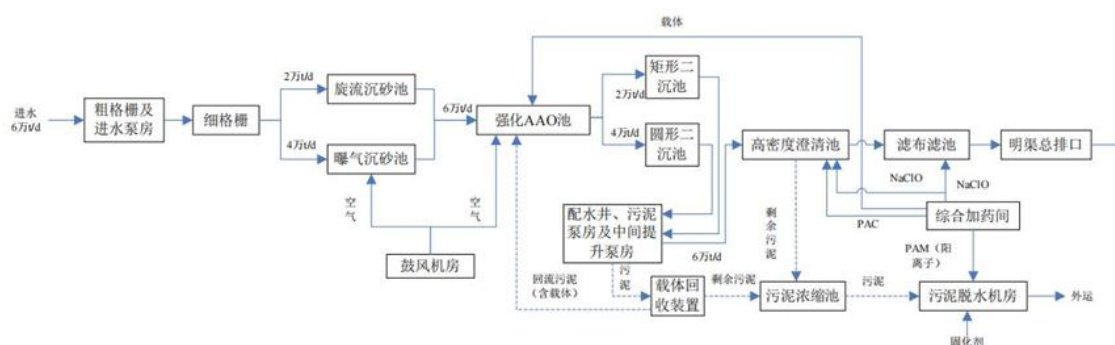 载体
矩形二
沉池
2万t/d
旋流沉砂池
2万t/d
进水
6万t/d
粗格栅及
进水泵房
细格栅
6万t/d
强化AAO池
4万t/d
圆形二
沉池
4万t/d
曝气沉砂池
高密度澄清池
滤布滤池
明渠总排口
NaClO
NaClO
空气
空气
鼓风机房
配水井、污泥
泵房及中间提
升泵房
6万t/d
剩余污泥
PAC
综合加药间
PAM（阳
离子）
回流污泥
（含载体）
污泥
载体回
收装置
剩余污泥
污泥浓缩池
污泥
污泥脱水机房
外运
固化剂